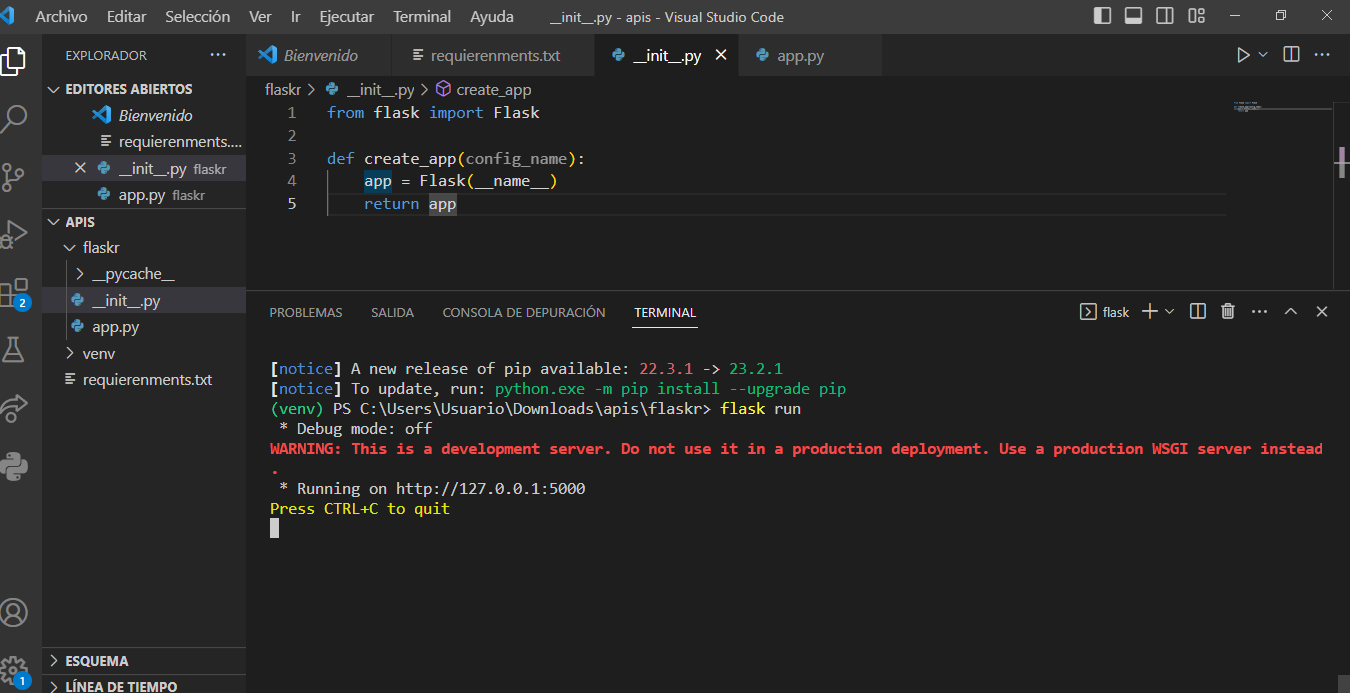 Archivo Editar Selección Ver Ir Ejecutar Terminal Ayuda __init__.py - apis - Visual Studio Code
EXPLORADOR ···
Bienvenido requierenments.txt __init__.py app.py
EDITORES ABIERTOS
Bienvenido
requierenments....
__init__.py flaskr
app.py flaskr
APIS
flaskr
__pycache__
__init__.py
app.py
venv
requierenments.txt
2
ESQUEMA
LÍNEA DE TIEMPO
1
flaskr > __init__.py > create_app
1 from flask import Flask
2
3 def create_app(config_name):
4 app = Flask(__name__)
5 return app
PROBLEMAS SALIDA CONSOLA DE DEPURACIÓN TERMINAL flask
[notice] A new release of pip available: 22.3.1 -> 23.2.1
[notice] To update, run: python.exe -m pip install --upgrade pip
(venv) PS C:\Users\Usuario\Downloads\apis\flaskr> flask run
* Debug mode: off
WARNING: This is a development server. Do not use it in a production deployment. Use a production WSGI server instead
.
* Running on http://127.0.0.1:5000
Press CTRL+C to quit